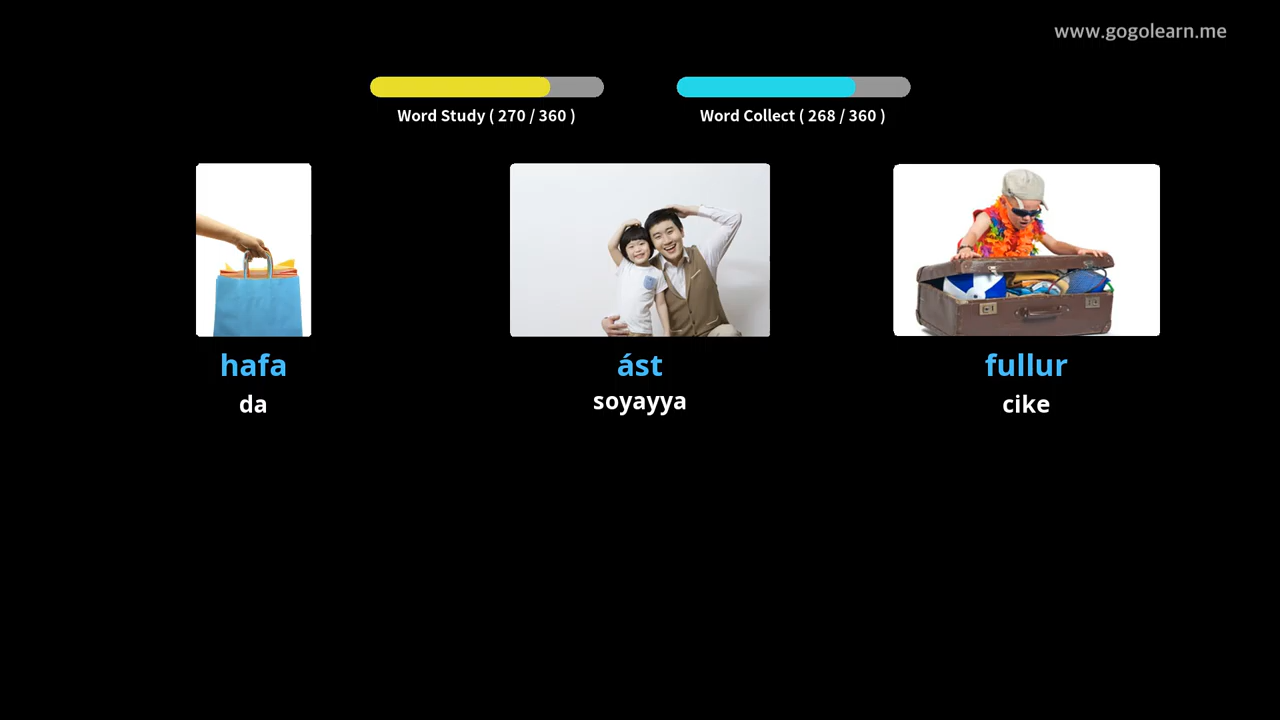 www.gogolearn.me
Word Study ( 270 / 360 )
Word Collect ( 268 / 360 )
hafa
da
ást
soyayya
fullur
cike